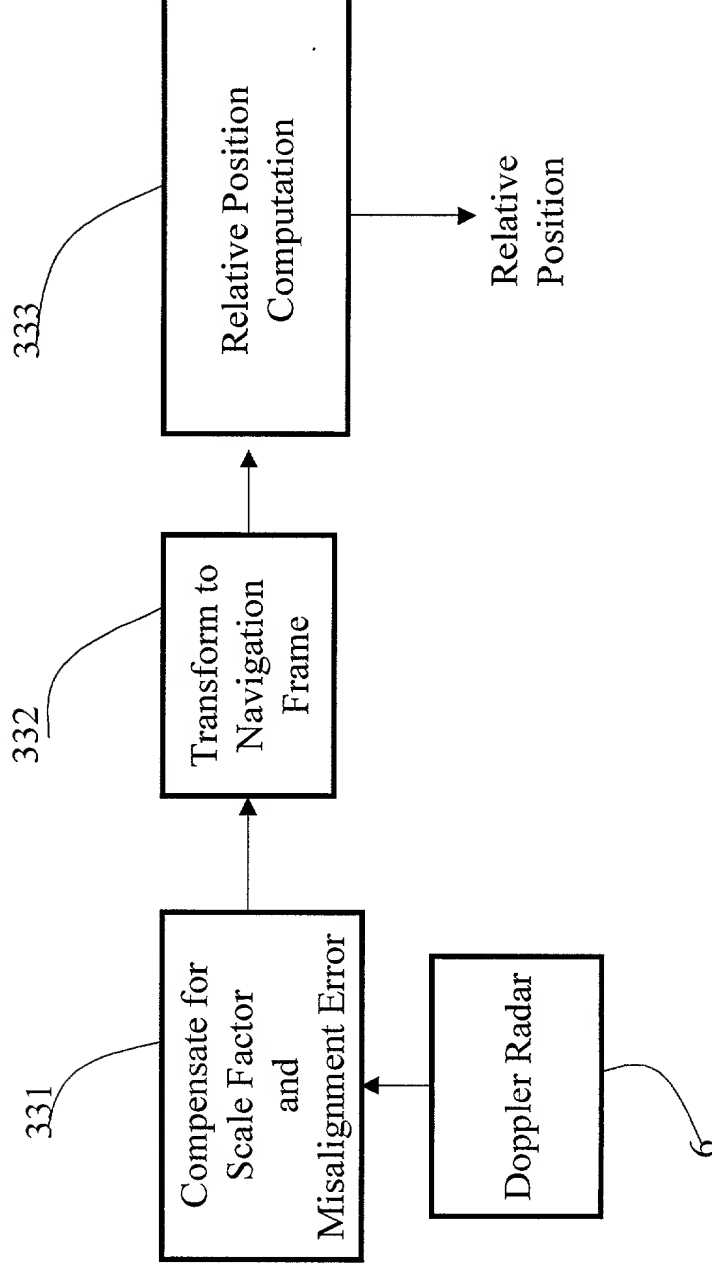 331
332
333
Compensate for
Scale Factor
and
Misalignment Error
Transform to
Navigation
Frame
Relative Position
Computation
Doppler Radar
Relative
Position
6